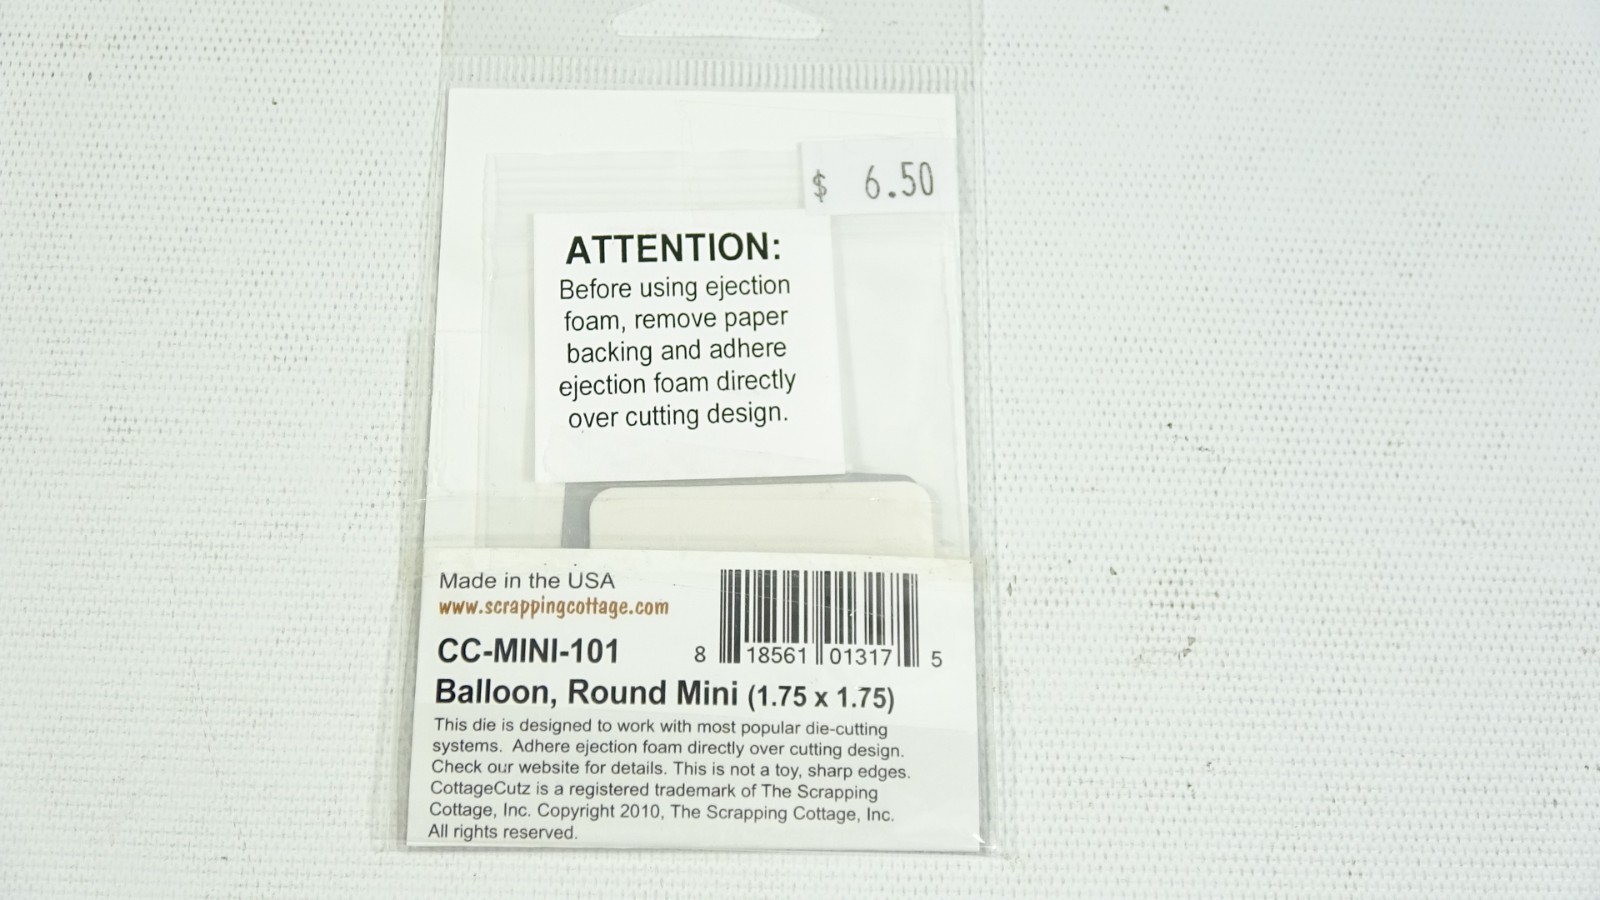 $ 6.50
ATTENTION:
Before using ejection
foam, remove paper
backing and adhere
ejection foam directly
over cutting design.
Made in the USA
www.scrappingcottage.com
CC-MINI-101
8 18561 01317 5
Balloon, Round Mini (1.75 x 1.75)
This die is designed to work with most popular die-cutting
systems. Adhere ejection foam directly over cutting design.
Check our website for details. This is not a toy, sharp edges.
CottageCutz is a registered trademark of The Scrapping
Cottage, Inc. Copyright 2010, The Scrapping Cottage, Inc.
All rights reserved.